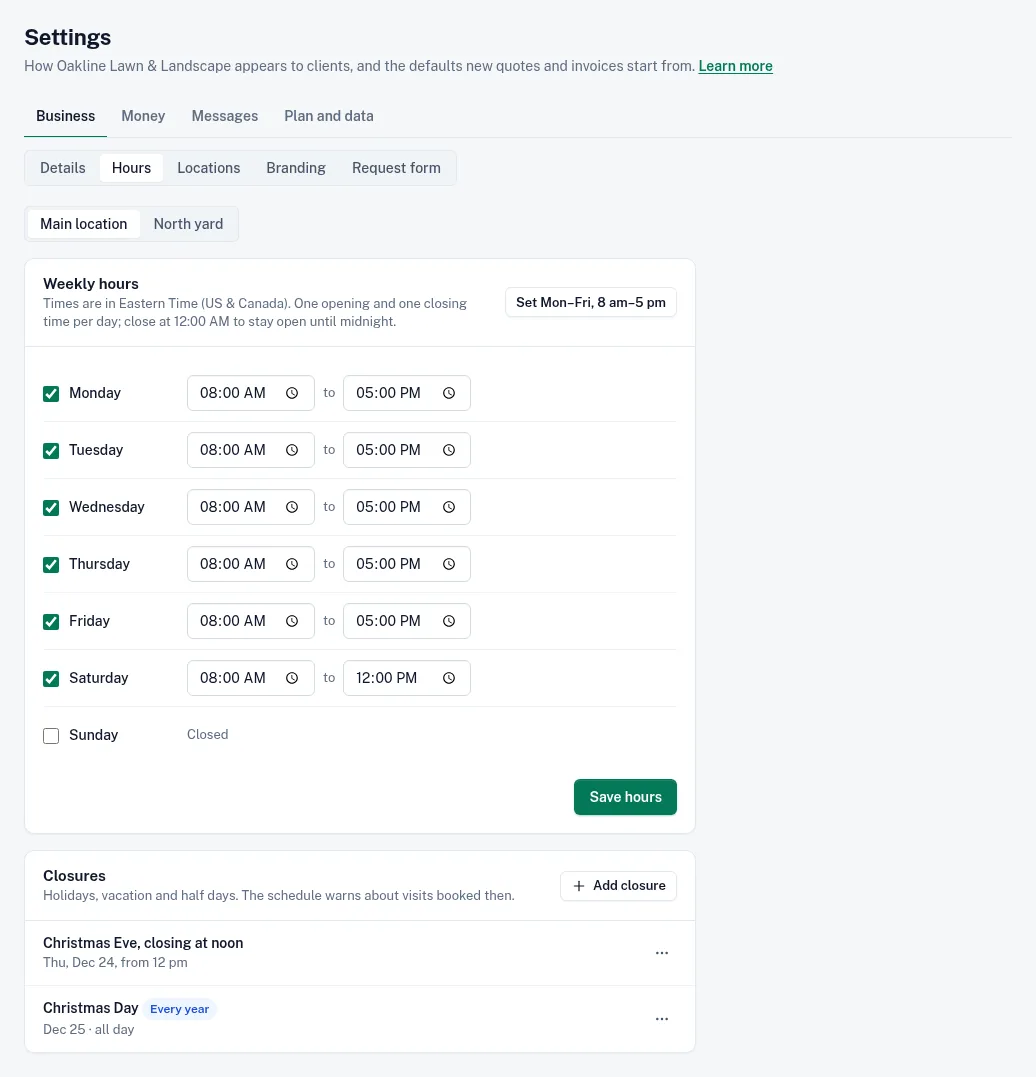 Settings
How Oakline Lawn & Landscape appears to clients, and the defaults new quotes and invoices start from. Learn more
Business Money Messages Plan and data
Details Hours Locations Branding Request form
Main location North yard
Weekly hours
Times are in Eastern Time (US & Canada). One opening and one closing
time per day; close at 12:00 AM to stay open until midnight.
Set Mon–Fri, 8 am–5 pm
Monday 08:00 AM to 05:00 PM
Tuesday 08:00 AM to 05:00 PM
Wednesday 08:00 AM to 05:00 PM
Thursday 08:00 AM to 05:00 PM
Friday 08:00 AM to 05:00 PM
Saturday 08:00 AM to 12:00 PM
Sunday Closed
Save hours
Closures
Holidays, vacation and half days. The schedule warns about visits booked then.
+ Add closure
Christmas Eve, closing at noon
Thu, Dec 24, from 12 pm
Christmas Day Every year
Dec 25 · all day